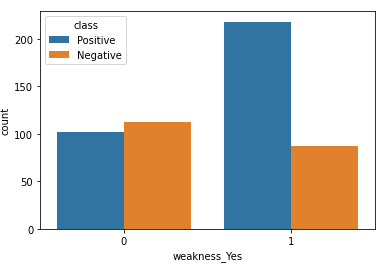 class
Positive
Negative
200
150
100
50
0
count
0 1
weakness_Yes